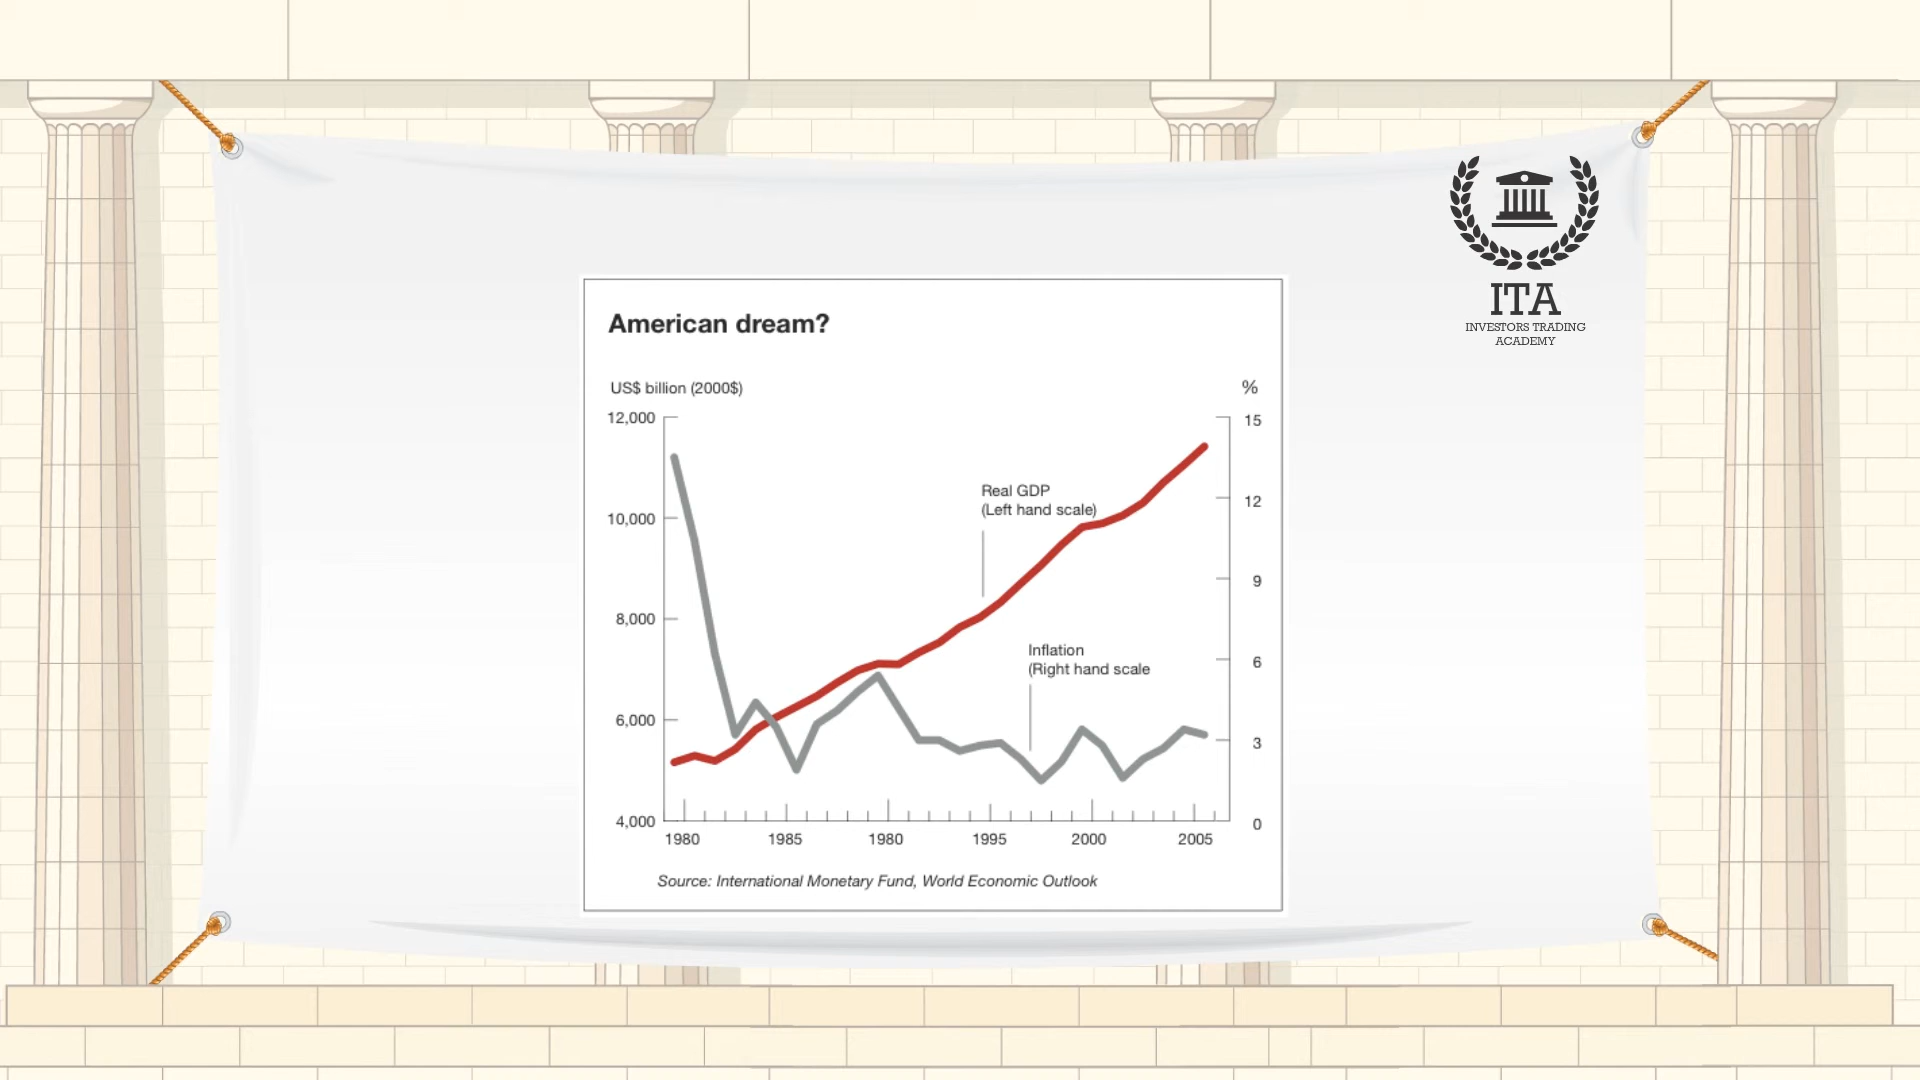 ITA
INVESTORS TRADING
ACADEMY
American dream?
US$ billion (2000$)
%
12,000
10,000
8,000
6,000
4,000
15
12
9
6
3
0
Real GDP
(Left hand scale)
Inflation
(Right hand scale
1980 1985 1980 1995 2000 2005
Source: International Monetary Fund, World Economic Outlook